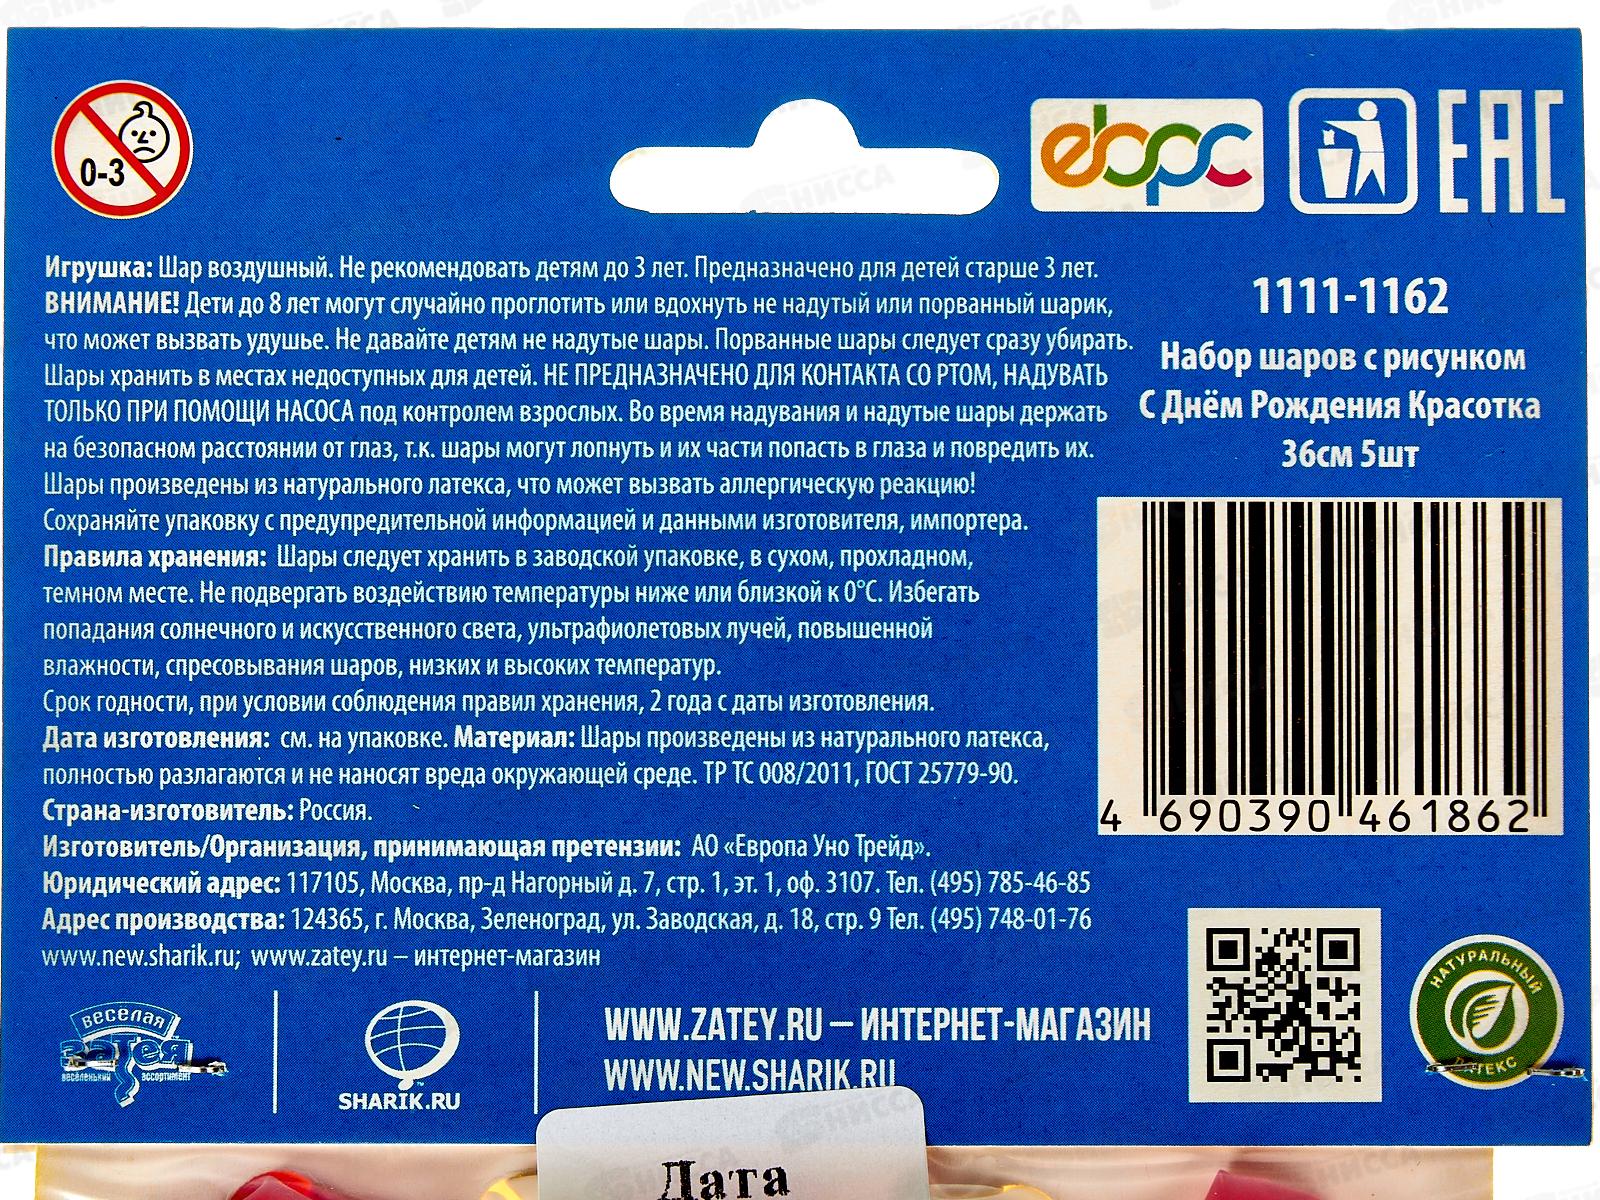 0-3
ebpc
EAC
Игрушка: Шар воздушный. Не рекомендовать детям до 3 лет. Предназначено для детей старше 3 лет.
ВНИМАНИЕ! Дети до 8 лет могут случайно проглотить или вдохнуть не надутый или порванный шарик,
что может вызвать удушье. Не давайте детям не надутые шары. Порванные шары следует сразу убирать.
Шары хранить в местах недоступных для детей. НЕ ПРЕДНАЗНАЧЕНО ДЛЯ КОНТАКТА СО РТОМ, НАДУВАТЬ
ТОЛЬКО ПРИ ПОМОЩИ НАСОСА под контролем взрослых. Во время надувания и надутые шары держать
на безопасном расстоянии от глаз, т.к. шары могут лопнуть и их части попасть в глаза и повредить их.
Шары произведены из натурального латекса, что может вызвать аллергическую реакцию!
Сохраняйте упаковку с предупредительной информацией и данными изготовителя, импортера.
Правила хранения: Шары следует хранить в заводской упаковке, в сухом, прохладном,
темном месте. Не подвергать воздействию температуры ниже или близкой к 0°С. Избегать
попадания солнечного и искусственного света, ультрафиолетовых лучей, повышенной
влажности, спресовывания шаров, низких и высоких температур.
Срок годности, при условии соблюдения правил хранения, 2 года с даты изготовления.
Дата изготовления: см. на упаковке. Материал: Шары произведены из натурального латекса,
полностью разлагаются и не наносят вреда окружающей среде. ТР ТС 008/2011, ГОСТ 25779-90.
Страна-изготовитель: Россия.
Изготовитель/Организация, принимающая претензии: АО «Европа Уно Трейд».
Юридический адрес: 117105, Москва, пр-д Нагорный д. 7, стр. 1, эт. 1, оф. 3107. Тел. (495) 785-46-85
Адрес производства: 124365, г. Москва, Зеленоград, ул. Заводская, д. 18, стр. 9 Тел. (495) 748-01-76
www.new.sharik.ru; www.zatey.ru – интернет-магазин
1111-1162
Набор шаров с рисунком
С Днём Рождения Красотка
36см 5шт
4 690390 461862
веселая
затея
веселенький ассортимент
SHARIK.RU
WWW.ZATEY.RU – ИНТЕРНЕТ-МАГАЗИН
WWW.NEW.SHARIK.RU
НАТУРАЛЬНЫЙ
ЛАТЕКС
Дата
НИССА